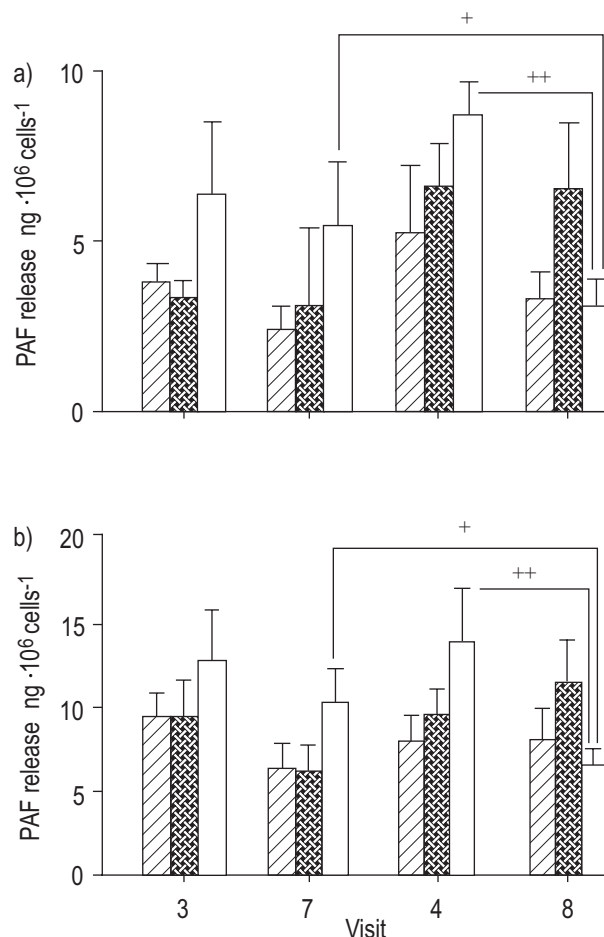 +
a)
10
++
5
0
PAF release ng ·10⁶ cells⁻¹
b)
20
+
++
15
10
5
0
PAF release ng ·10⁶ cells⁻¹
3 7 4 8
Visit